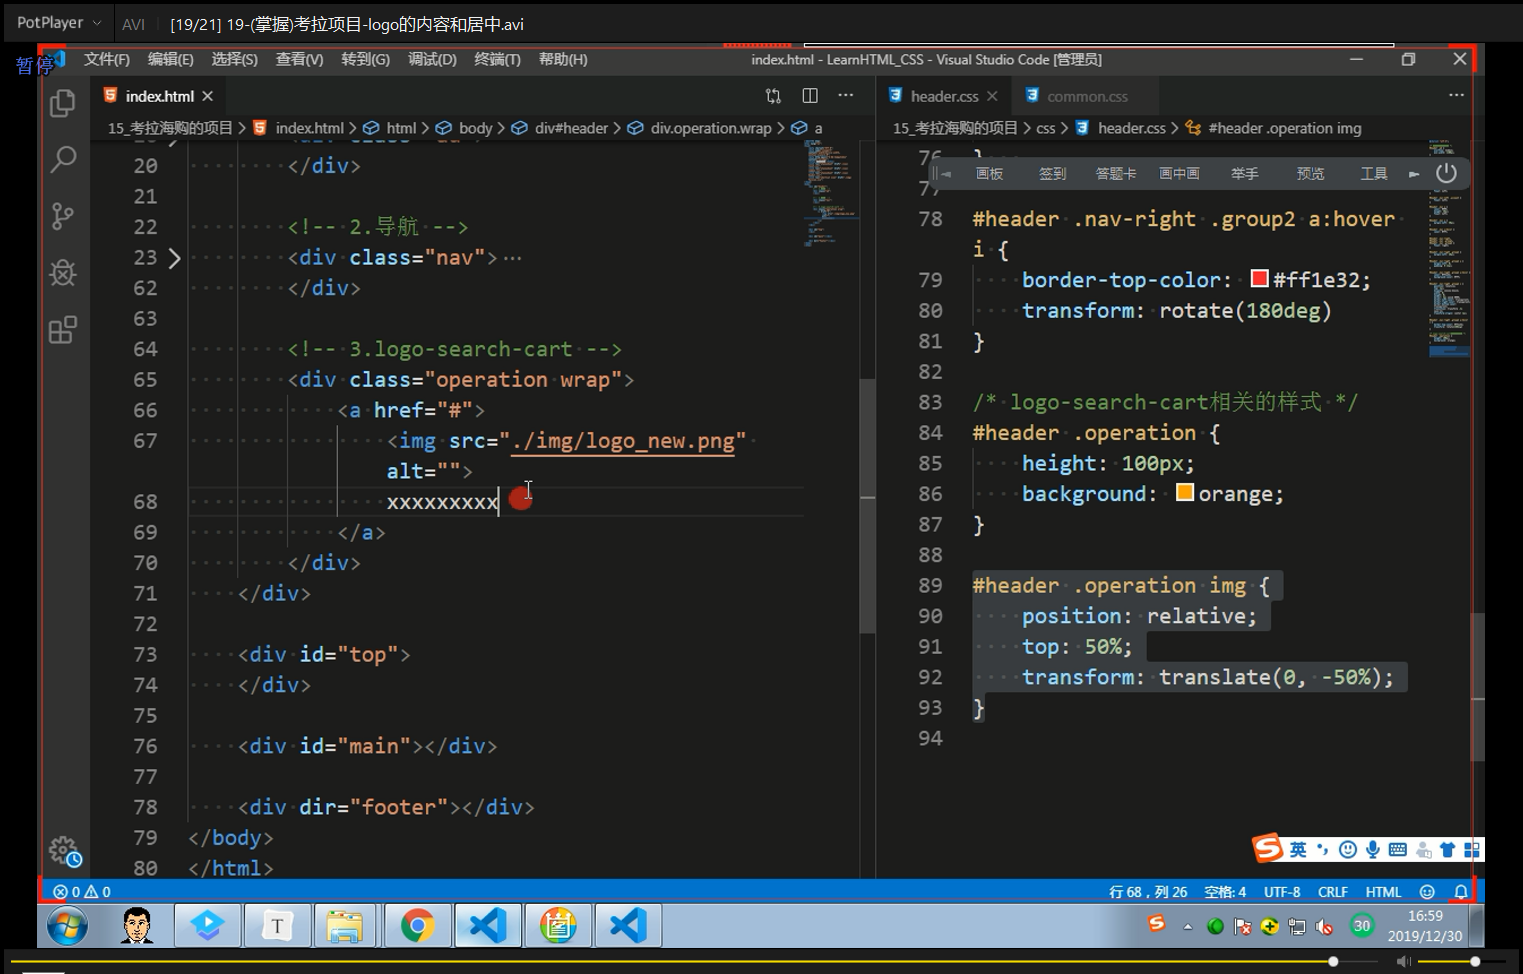 PotPlayer AVI [19/21] 19-(掌握)考拉项目-logo的内容和居中.avi
暂停
文件(F) 编辑(E) 选择(S) 查看(V) 转到(G) 调试(D) 终端(T) 帮助(H) index.html - LearnHTML_CSS - Visual Studio Code [管理员]
index.html
15_考拉海购的项目 > index.html > html > body > div#header > div.operation.wrap > a
20 </div>
21
22 <!-- 2.导航 -->
23 <div class="nav">…
62 </div>
63
64 <!-- 3.logo-search-cart -->
65 <div class="operation wrap">
66 <a href="#">
67 <img src="./img/logo_new.png"
alt="">
68 xxxxxxxxx
69 </a>
70 </div>
71 </div>
72
73 <div id="top">
74 </div>
75
76 <div id="main"></div>
77
78 <div dir="footer"></div>
79 </body>
80 </html>
header.css common.css
15_考拉海购的项目 > css > header.css > #header .operation img
76 }
画板 签到 答题卡 画中画 举手 预览 工具
77
78 #header .nav-right .group2 a:hover
i {
79 border-top-color: #ff1e32;
80 transform: rotate(180deg)
81 }
82
83 /* logo-search-cart相关的样式 */
84 #header .operation {
85 height: 100px;
86 background: orange;
87 }
88
89 #header .operation img {
90 position: relative;
91 top: 50%;
92 transform: translate(0, -50%);
93 }
94
英
0 0 行 68，列 26 空格: 4 UTF-8 CRLF HTML
T
30
16:59
2019/12/30